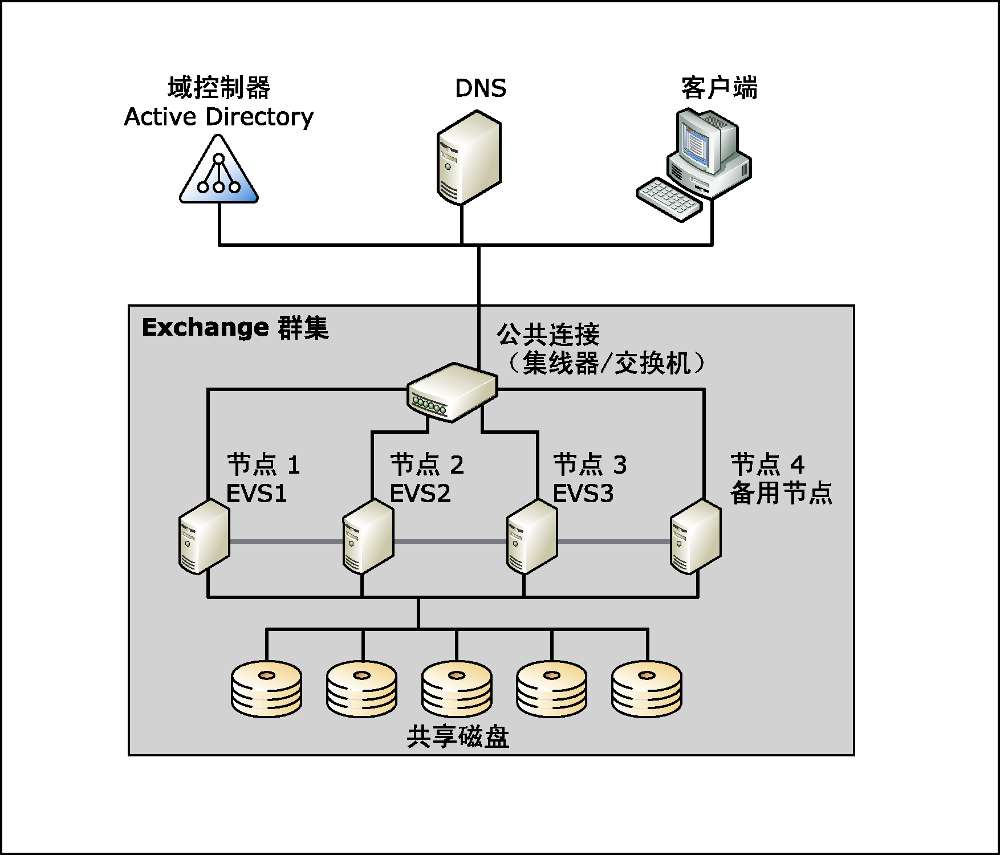 域控制器
Active Directory
DNS
客户端
Exchange 群集
公共连接
（集线器/交换机）
节点 1
EVS1
节点 2
EVS2
节点 3
EVS3
节点 4
备用节点
共享磁盘